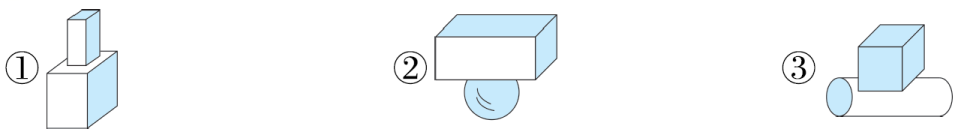 ① ② ③